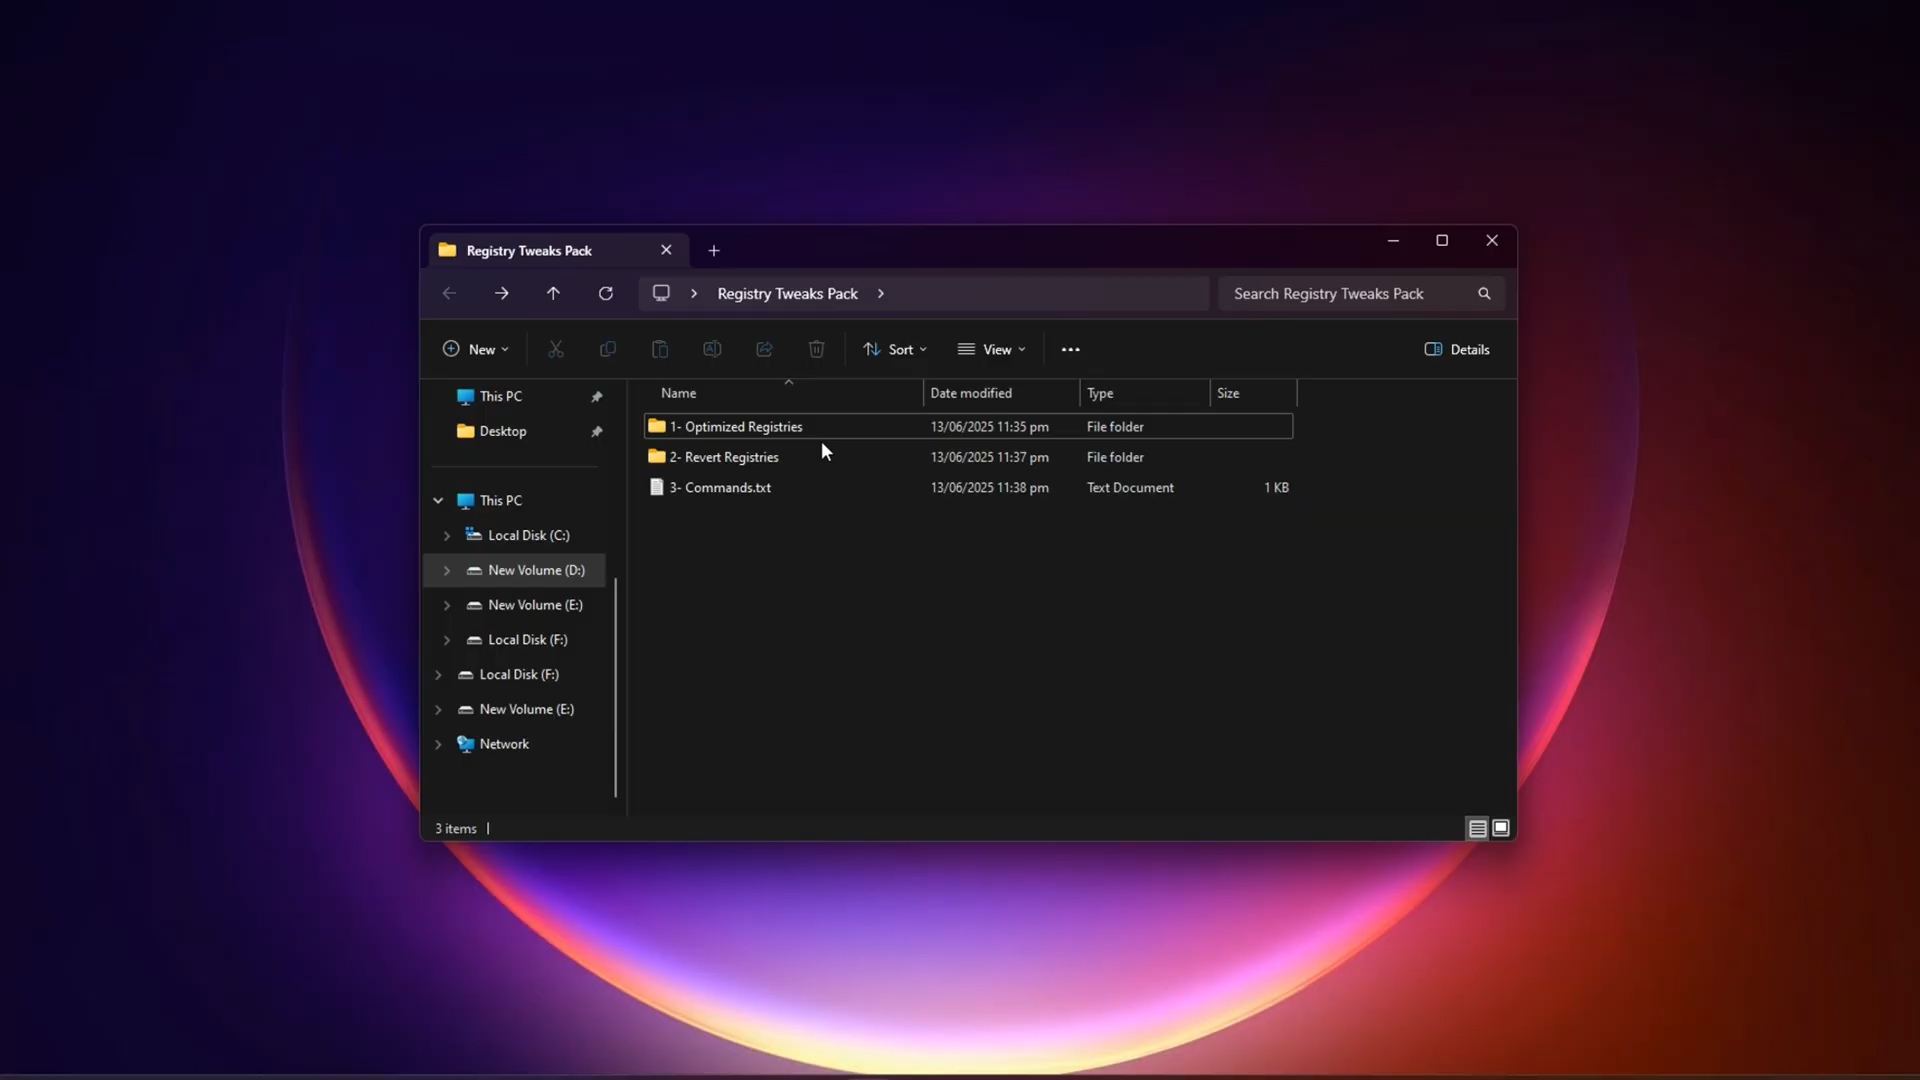 Registry Tweaks Pack
Registry Tweaks Pack
Search Registry Tweaks Pack
New
Sort
View
Details
This PC
Desktop
This PC
Local Disk (C:)
New Volume (D:)
New Volume (E:)
Local Disk (F:)
Local Disk (F:)
New Volume (E:)
Network
Name Date modified Type Size
1- Optimized Registries 13/06/2025 11:35 pm File folder
2- Revert Registries 13/06/2025 11:37 pm File folder
3- Commands.txt 13/06/2025 11:38 pm Text Document 1 KB
3 items